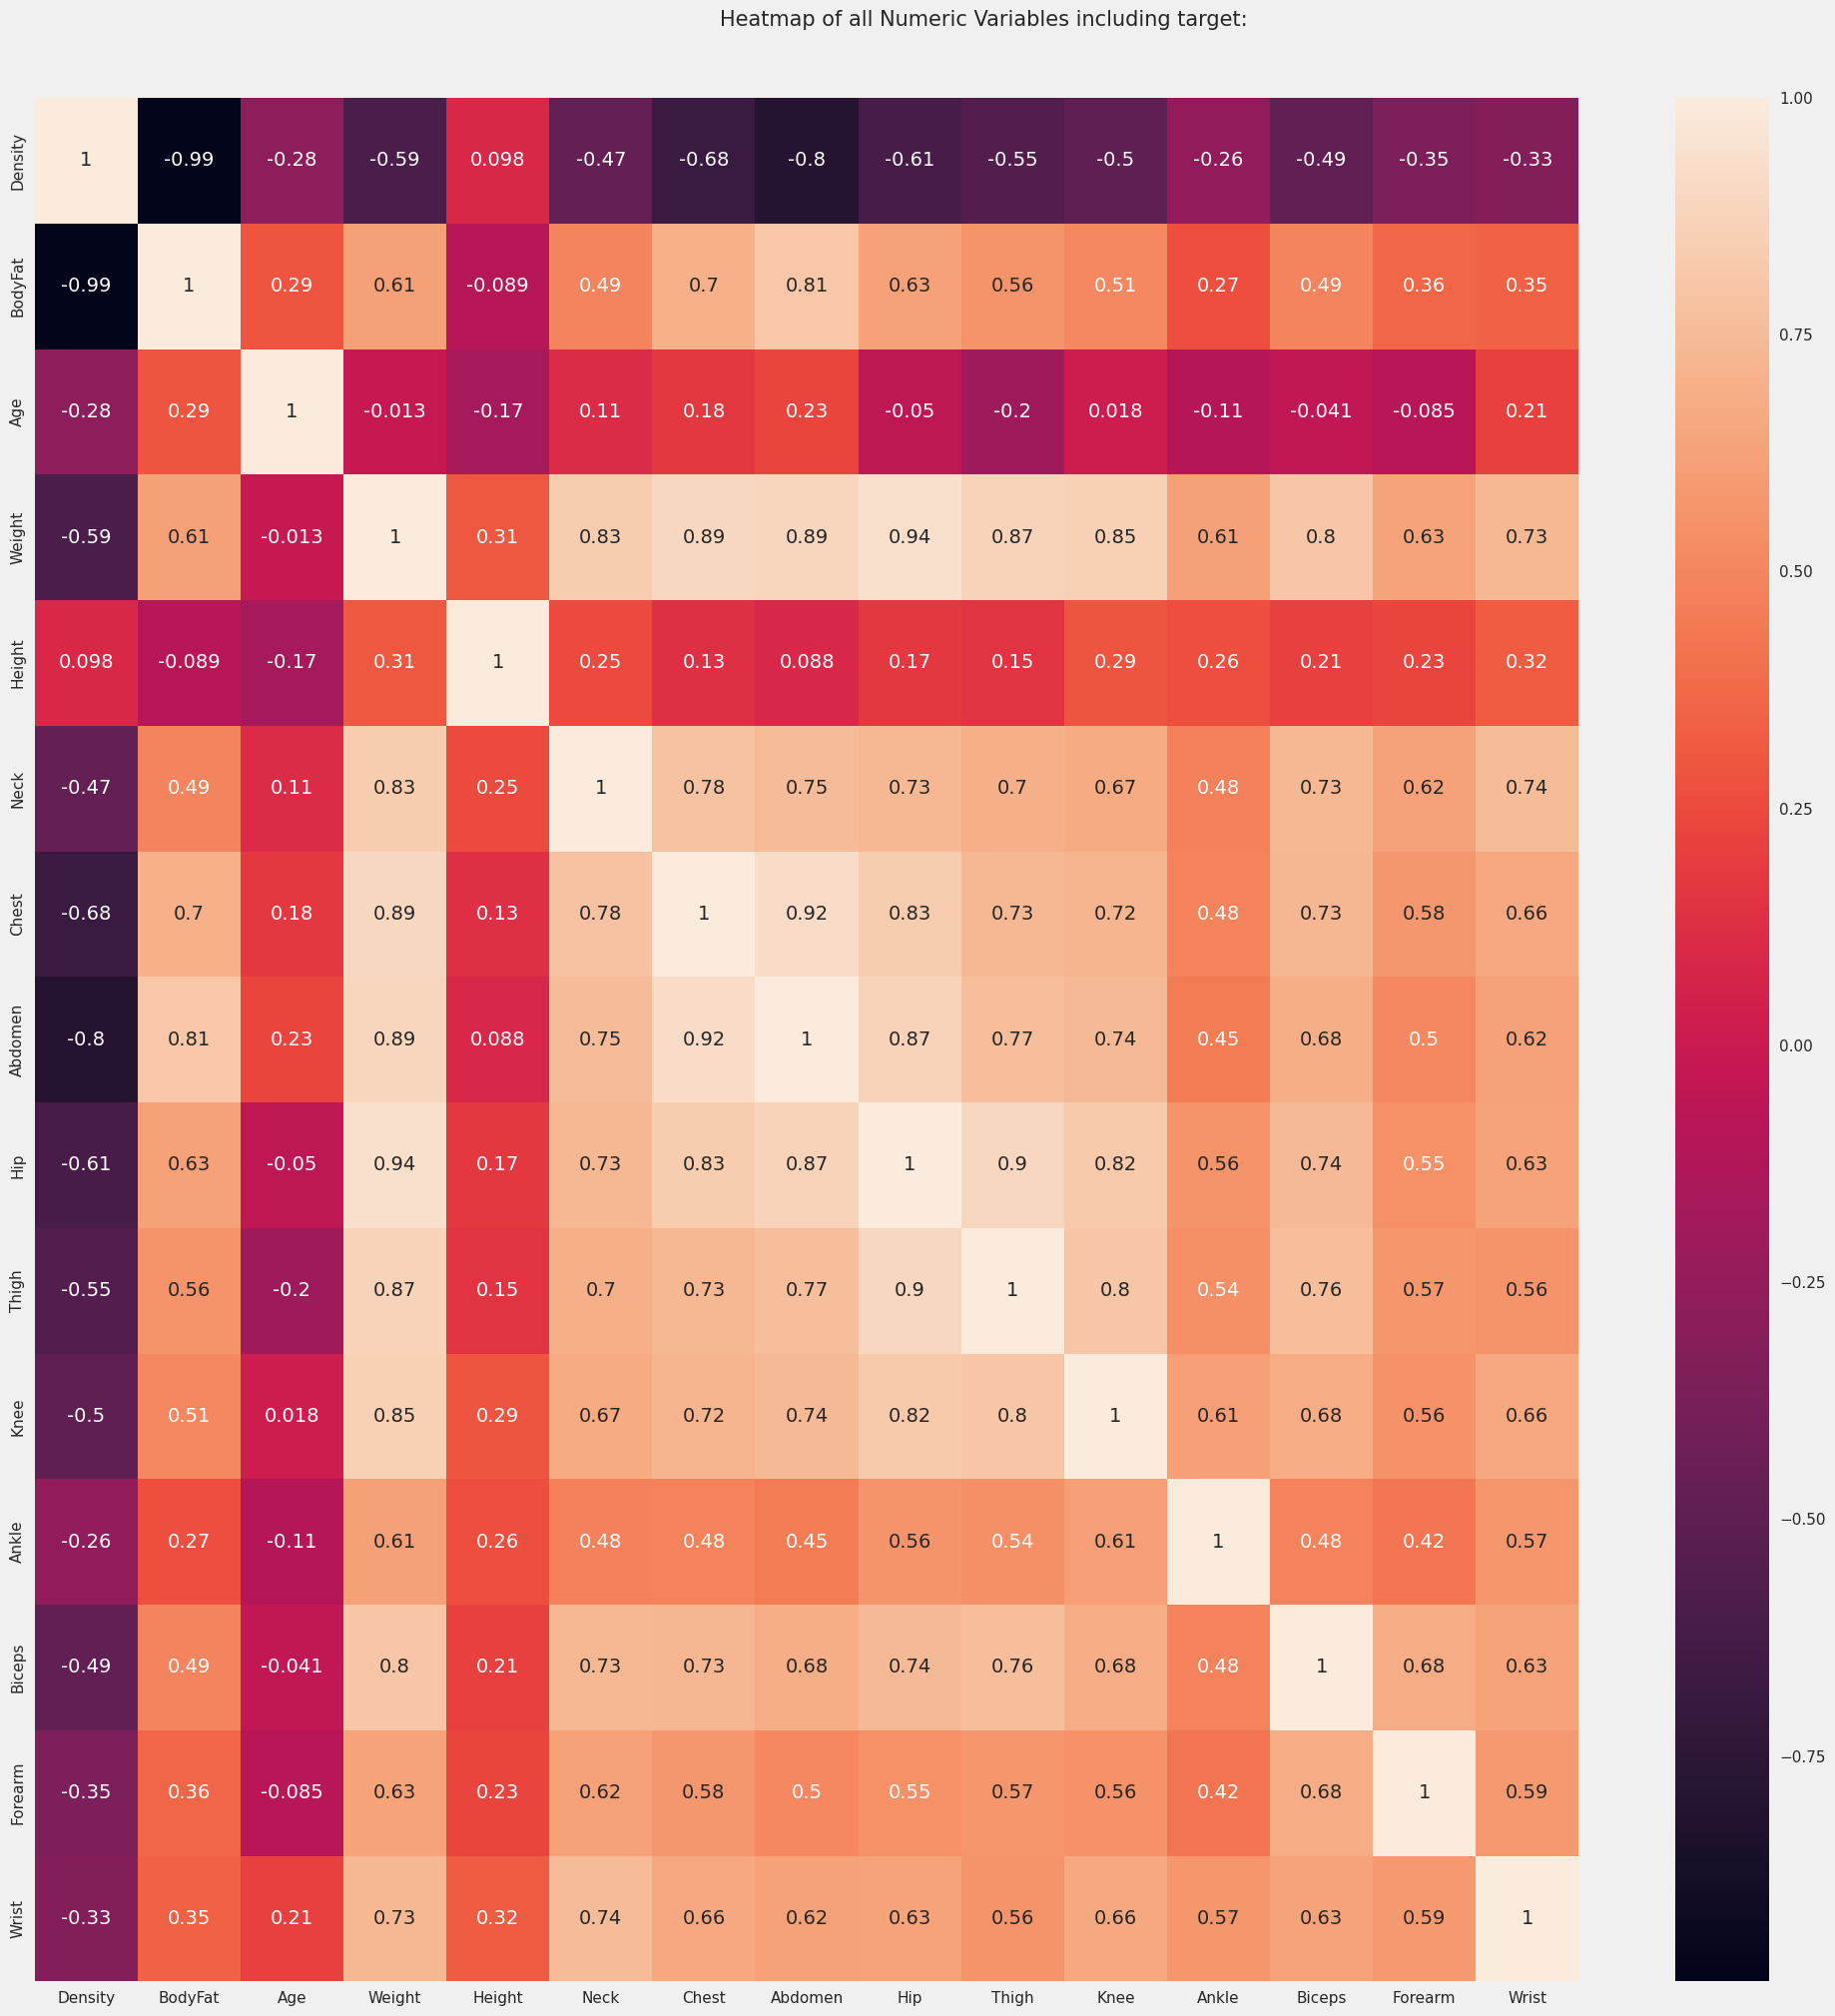 Heatmap of all Numeric Variables including target:
Density 1 -0.99 -0.28 -0.59 0.098 -0.47 -0.68 -0.8 -0.61 -0.55 -0.5 -0.26 -0.49 -0.35 -0.33
BodyFat -0.99 1 0.29 0.61 -0.089 0.49 0.7 0.81 0.63 0.56 0.51 0.27 0.49 0.36 0.35
Age -0.28 0.29 1 -0.013 -0.17 0.11 0.18 0.23 -0.05 -0.2 0.018 -0.11 -0.041 -0.085 0.21
Weight -0.59 0.61 -0.013 1 0.31 0.83 0.89 0.89 0.94 0.87 0.85 0.61 0.8 0.63 0.73
Height 0.098 -0.089 -0.17 0.31 1 0.25 0.13 0.088 0.17 0.15 0.29 0.26 0.21 0.23 0.32
Neck -0.47 0.49 0.11 0.83 0.25 1 0.78 0.75 0.73 0.7 0.67 0.48 0.73 0.62 0.74
Chest -0.68 0.7 0.18 0.89 0.13 0.78 1 0.92 0.83 0.73 0.72 0.48 0.73 0.58 0.66
Abdomen -0.8 0.81 0.23 0.89 0.088 0.75 0.92 1 0.87 0.77 0.74 0.45 0.68 0.5 0.62
Hip -0.61 0.63 -0.05 0.94 0.17 0.73 0.83 0.87 1 0.9 0.82 0.56 0.74 0.55 0.63
Thigh -0.55 0.56 -0.2 0.87 0.15 0.7 0.73 0.77 0.9 1 0.8 0.54 0.76 0.57 0.56
Knee -0.5 0.51 0.018 0.85 0.29 0.67 0.72 0.74 0.82 0.8 1 0.61 0.68 0.56 0.66
Ankle -0.26 0.27 -0.11 0.61 0.26 0.48 0.48 0.45 0.56 0.54 0.61 1 0.48 0.42 0.57
Biceps -0.49 0.49 -0.041 0.8 0.21 0.73 0.73 0.68 0.74 0.76 0.68 0.48 1 0.68 0.63
Forearm -0.35 0.36 -0.085 0.63 0.23 0.62 0.58 0.5 0.55 0.57 0.56 0.42 0.68 1 0.59
Wrist -0.33 0.35 0.21 0.73 0.32 0.74 0.66 0.62 0.63 0.56 0.66 0.57 0.63 0.59 1
Density BodyFat Age Weight Height Neck Chest Abdomen Hip Thigh Knee Ankle Biceps Forearm Wrist
1.00
0.75
0.50
0.25
0.00
−0.25
−0.50
−0.75